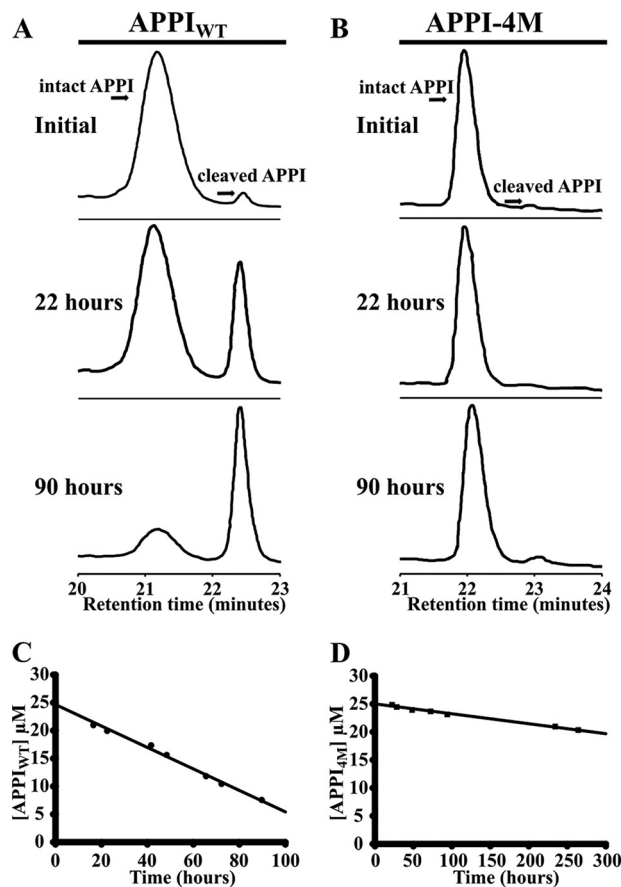 A APPIWT
intact APPI
Initial
cleaved APPI
22 hours
90 hours
20 21 22 23
Retention time (minutes)
B APPI-4M
intact APPI
Initial
cleaved APPI
22 hours
90 hours
21 22 23 24
Retention time (minutes)
C
[APPIWT] μM
30
25
20
15
10
5
0
0 20 40 60 80 100
Time (hours)
D
[APPI4M] μM
30
25
20
15
10
5
0
0 50 100 150 200 250 300
Time (hours)